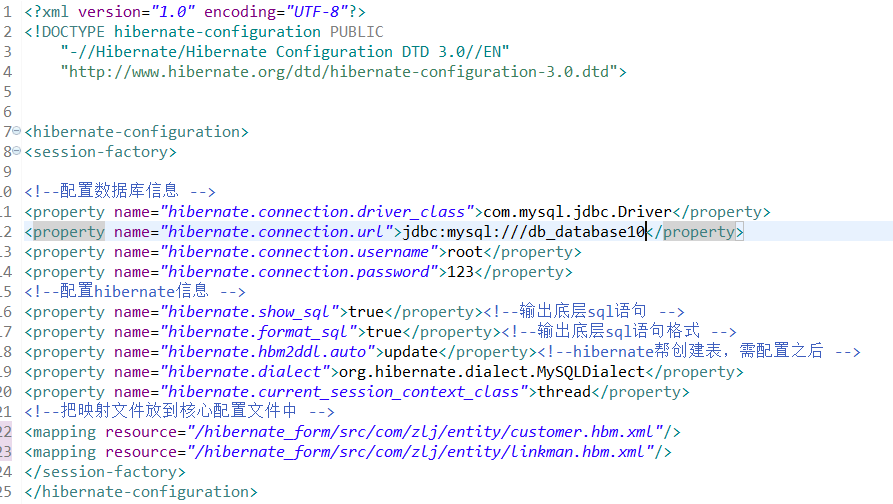 1 <?xml version="1.0" encoding="UTF-8"?>
2 <!DOCTYPE hibernate-configuration PUBLIC
3 "-//Hibernate/Hibernate Configuration DTD 3.0//EN"
4 "http://www.hibernate.org/dtd/hibernate-configuration-3.0.dtd">
5
6
7 <hibernate-configuration>
8 <session-factory>
9
10 <!--配置数据库信息 -->
11 <property name="hibernate.connection.driver_class">com.mysql.jdbc.Driver</property>
12 <property name="hibernate.connection.url">jdbc:mysql:///db_database10</property>
13 <property name="hibernate.connection.username">root</property>
14 <property name="hibernate.connection.password">123</property>
15 <!--配置hibernate信息 -->
16 <property name="hibernate.show_sql">true</property><!--输出底层sql语句 -->
17 <property name="hibernate.format_sql">true</property><!--输出底层sql语句格式 -->
18 <property name="hibernate.hbm2ddl.auto">update</property><!--hibernate帮创建表，需配置之后 -->
19 <property name="hibernate.dialect">org.hibernate.dialect.MySQLDialect</property>
20 <property name="hibernate.current_session_context_class">thread</property>
21 <!--把映射文件放到核心配置文件中 -->
22 <mapping resource="/hibernate_form/src/com/zlj/entity/customer.hbm.xml"/>
23 <mapping resource="/hibernate_form/src/com/zlj/entity/linkman.hbm.xml"/>
24 </session-factory>
25 </hibernate-configuration>